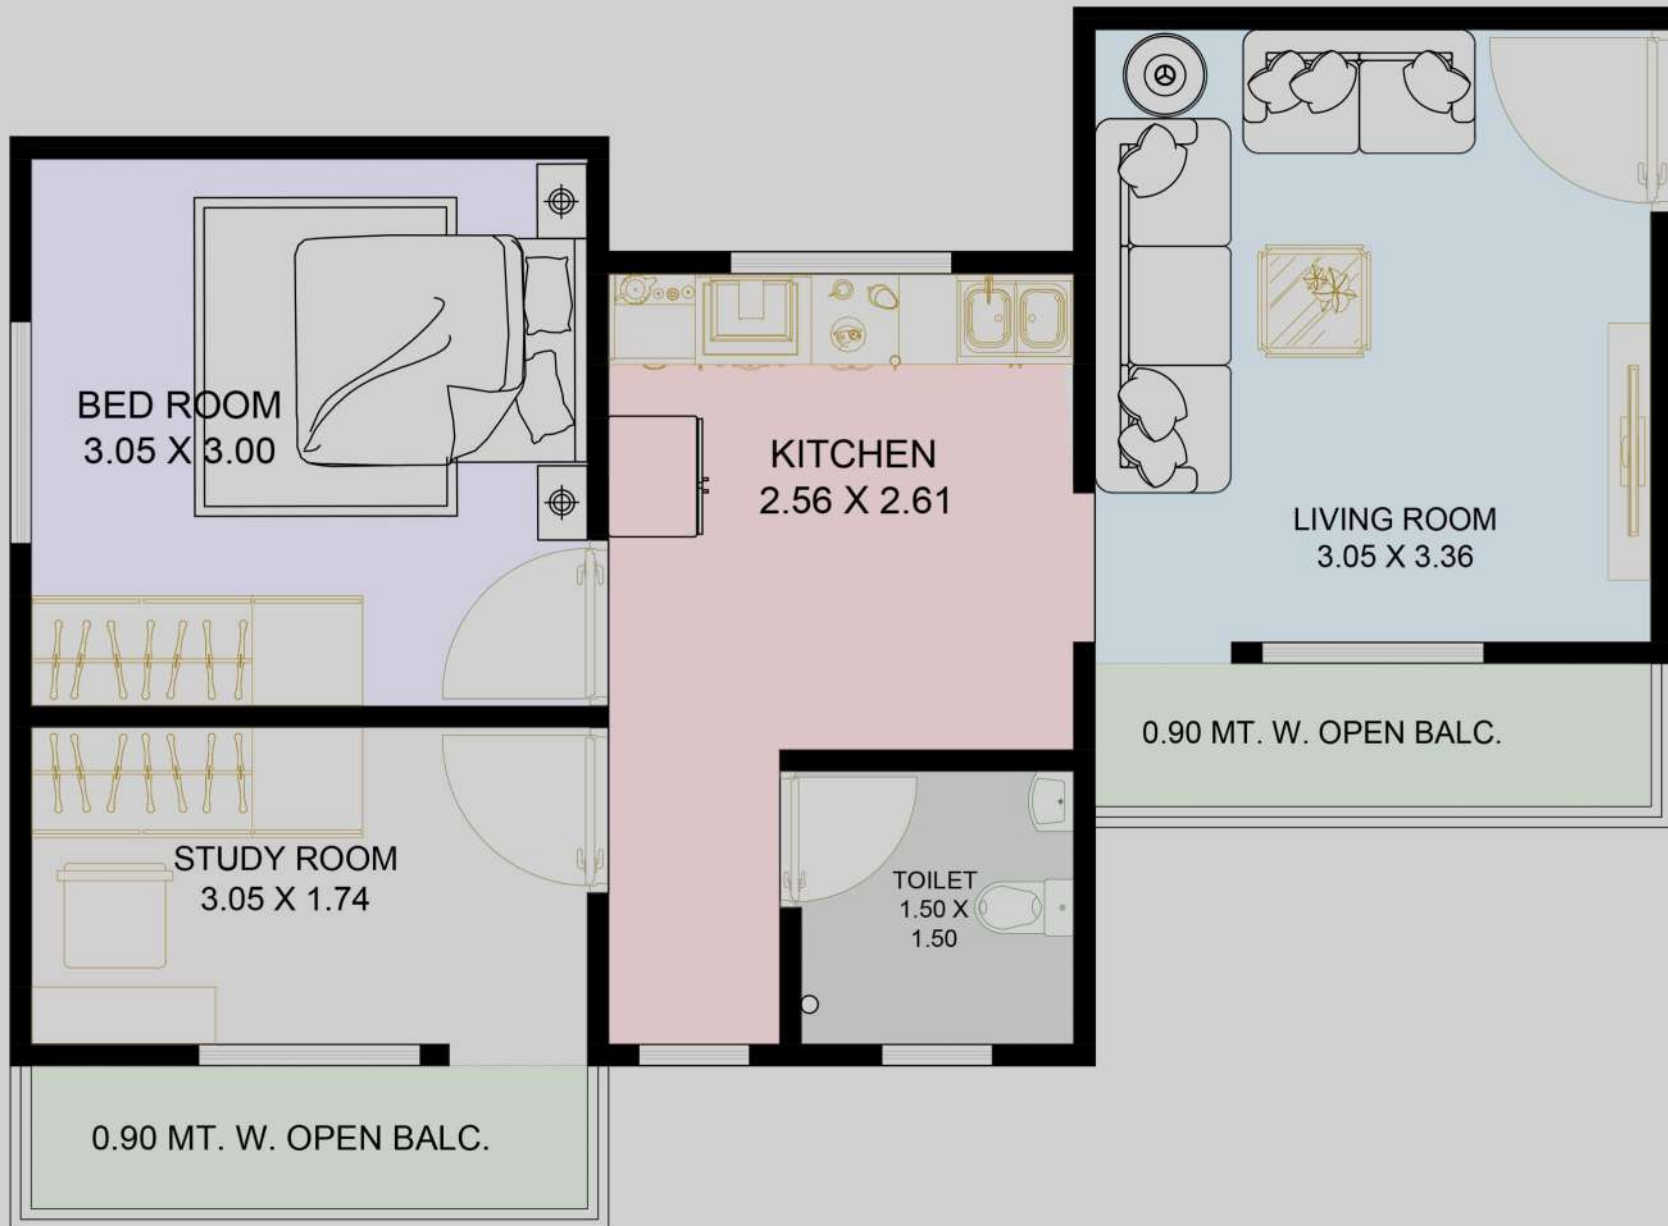 BED ROOM
3.05 X 3.00
KITCHEN
2.56 X 2.61
LIVING ROOM
3.05 X 3.36
0.90 MT. W. OPEN BALC.
STUDY ROOM
3.05 X 1.74
TOILET
1.50 X
1.50
0.90 MT. W. OPEN BALC.